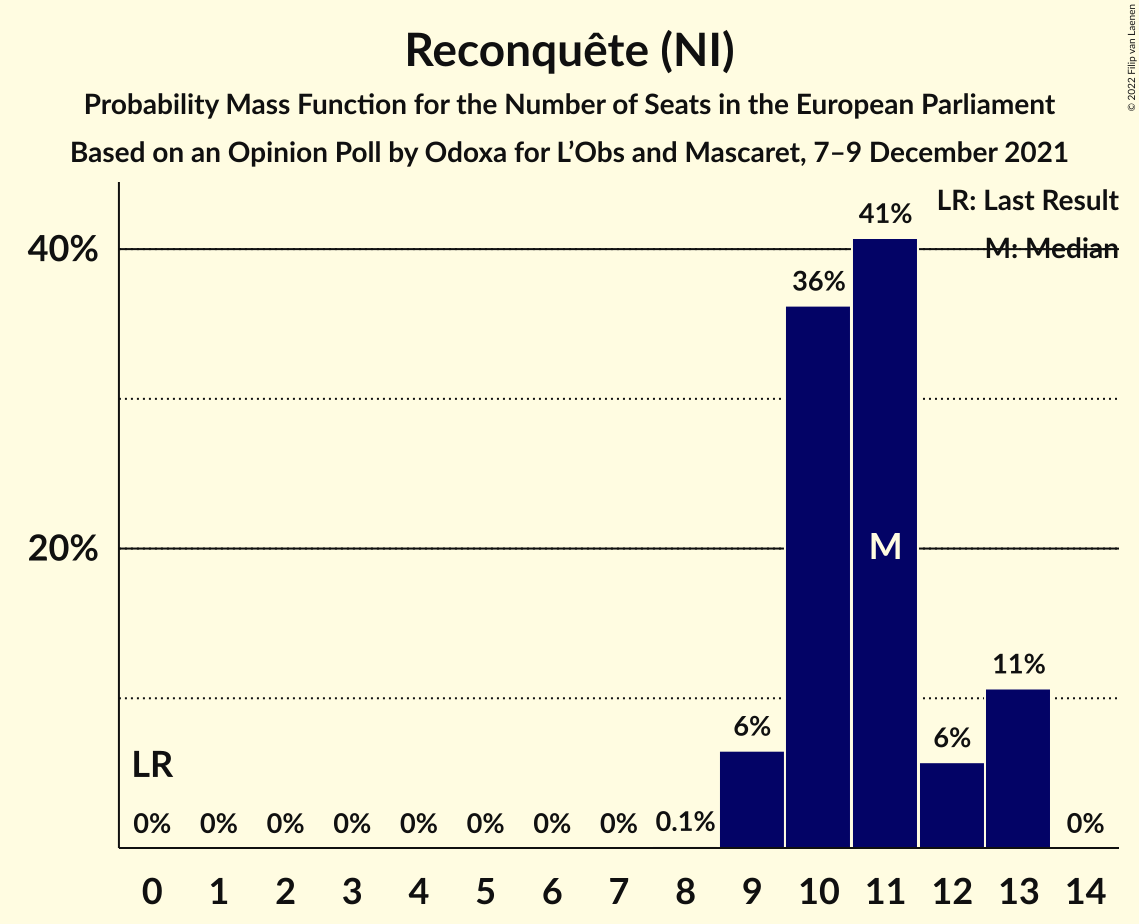 Reconquête (NI)
Probability Mass Function for the Number of Seats in the European Parliament
Based on an Opinion Poll by Odoxa for L’Obs and Mascaret, 7–9 December 2021
© 2022 Filip van Laenen
LR: Last Result
M: Median
40%
20%
41%
36%
M
11%
6%
6%
LR
0% 0% 0% 0% 0% 0% 0% 0% 0.1% 0%
0 1 2 3 4 5 6 7 8 9 10 11 12 13 14